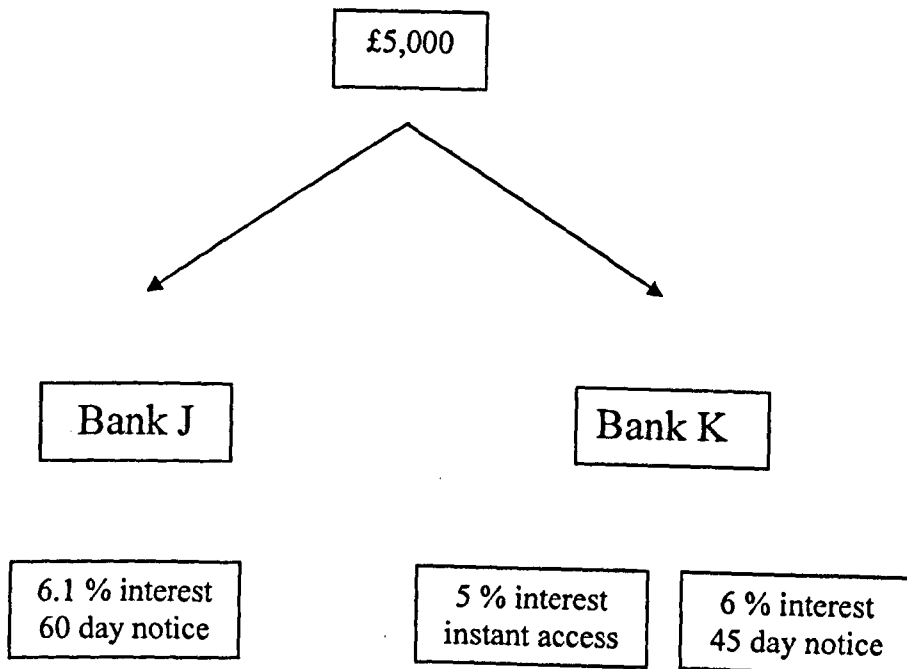 £5,000
Bank J
Bank K
6.1 % interest
60 day notice
5 % interest
instant access
6 % interest
45 day notice